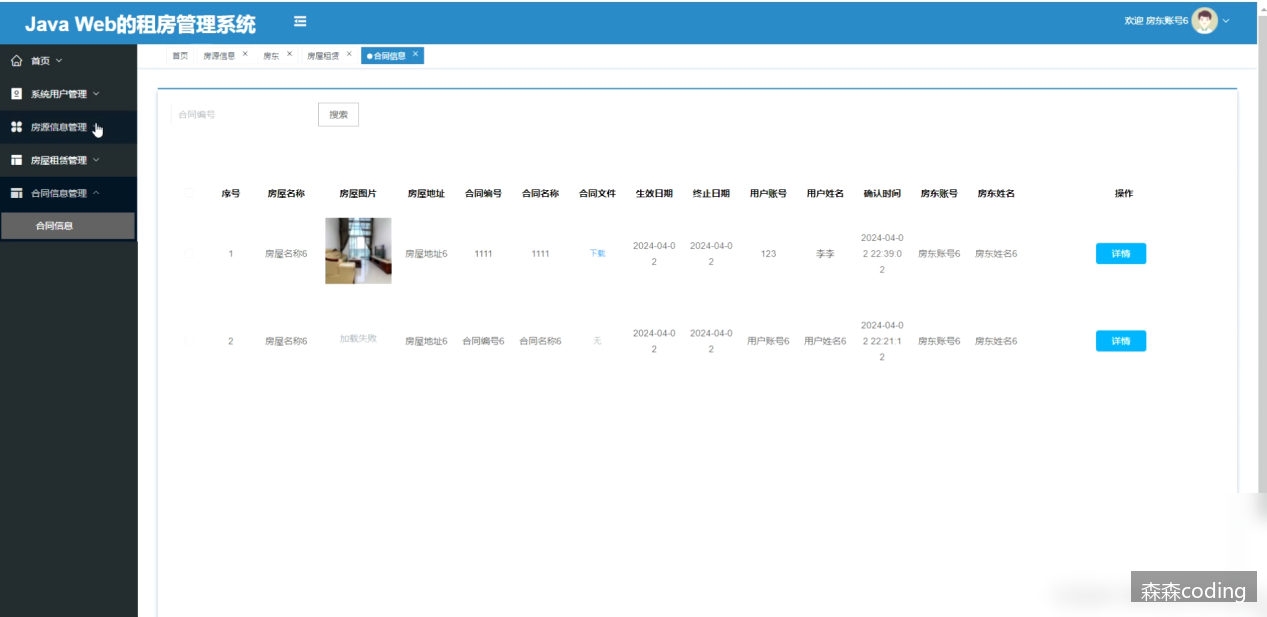 Java Web的租房管理系统
欢迎 房东账号6
首页
系统用户管理
房源信息管理
房屋租赁管理
合同信息管理
合同信息
首页 房源信息 × 房东 × 房屋租赁 × 合同信息 ×
合同编号 搜索
序号 房屋名称 房屋图片 房屋地址 合同编号 合同名称 合同文件 生效日期 终止日期 用户账号 用户姓名 确认时间 房东账号 房东姓名 操作
1 房屋名称6 房屋地址6 1111 1111 下载 2024-04-02 2024-04-02 123 李李 2024-04-02 22:39:02 房东账号6 房东姓名6 详情
2 房屋名称6 加载失败 房屋地址6 合同编号6 合同名称6 无 2024-04-02 2024-04-02 用户账号6 用户姓名6 2024-04-02 22:21:12 房东账号6 房东姓名6 详情
森森coding